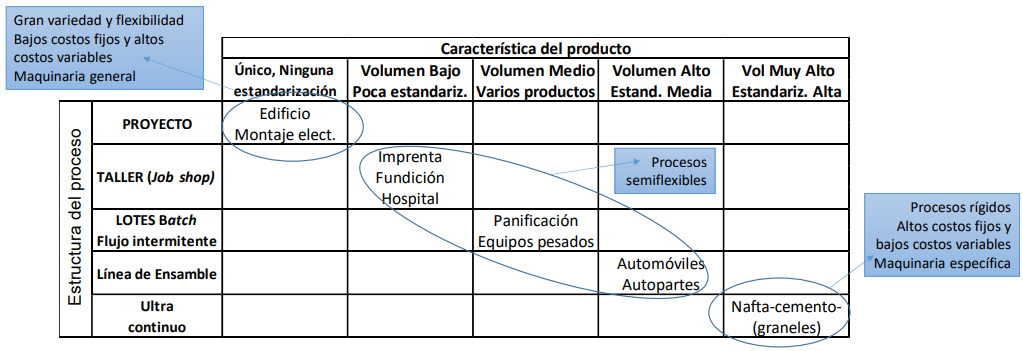 Gran variedad y flexibilidad
Bajos costos fijos y altos
costos variables
Maquinaria general
Característica del producto
Único, Ninguna
estandarización
Volumen Bajo
Poca estandariz.
Volumen Medio
Varios productos
Volumen Alto
Estand. Media
Vol Muy Alto
Estandariz. Alta
Estructura del proceso
PROYECTO
Edificio
Montaje elect.
TALLER (Job shop)
Imprenta
Fundición
Hospital
Procesos
semiflexibles
LOTES Batch
Flujo intermitente
Panificación
Equipos pesados
Procesos rígidos
Altos costos fijos y
bajos costos variables
Maquinaria específica
Línea de Ensamble
Automóviles
Autopartes
Ultra
continuo
Nafta-cemento-
(graneles)